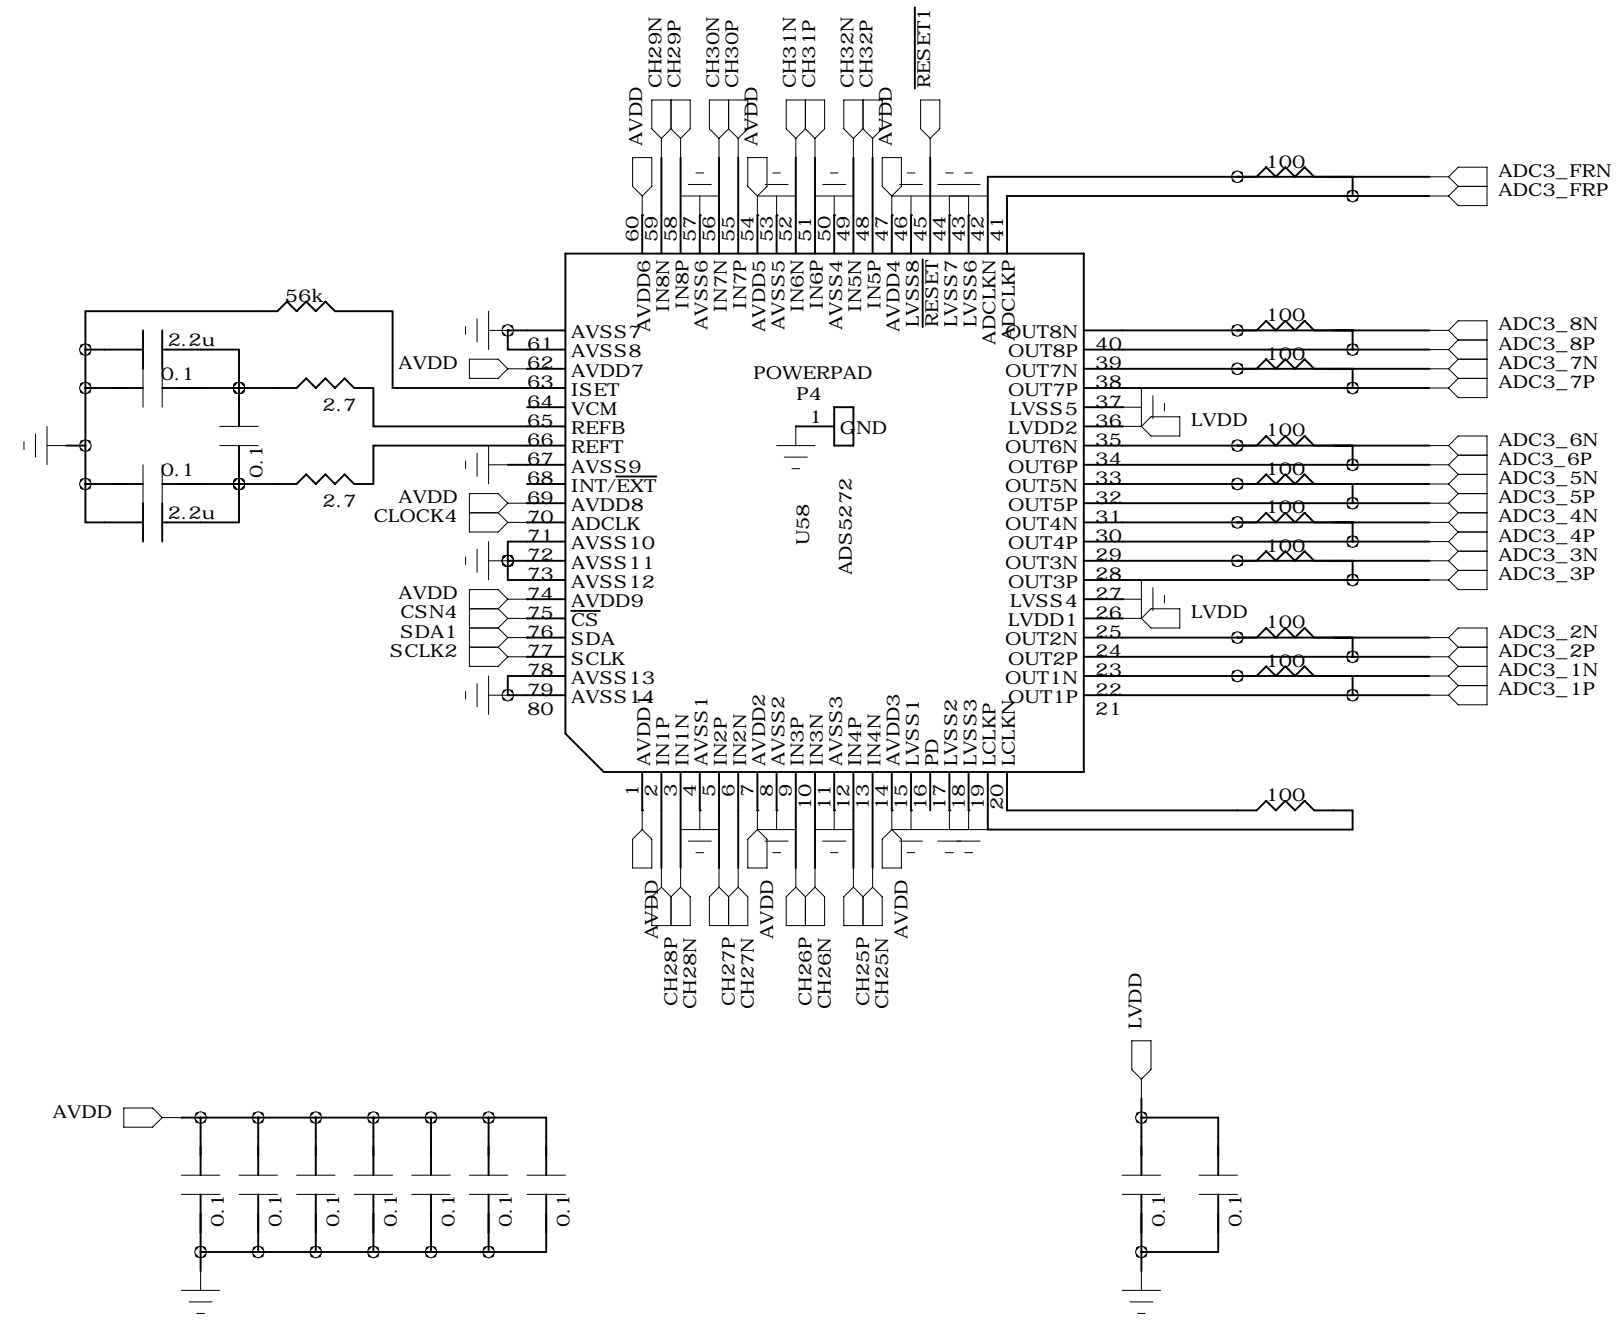 CH29N
CH29P
CH30N
CH30P
CH31N
CH31P
CH32N
CH32P
RESET1
AVDD
AVDD
AVDD
60
59
58
57
56
55
54
53
52
51
50
49
48
47
46
45
44
43
42
41
AVDD6
IN8N
IN8P
AVSS6
IN7N
IN7P
AVDD5
AVSS5
IN6N
IN6P
AVSS4
IN5N
IN5P
AVDD4
LVSS8
RESET
LVSS7
LVSS6
ADCLKN
ADCLKP
100
ADC3_FRN
ADC3_FRP
56k
2.2u
0.1
2.7
0.1
0.1
2.7
2.2u
AVDD
AVDD
CLOCK4
AVDD
CSN4
SDA1
SCLK2
61
62
63
64
65
66
67
68
69
70
71
72
73
74
75
76
77
78
79
80
AVSS7
AVSS8
AVDD7
ISET
VCM
REFB
REFT
AVSS9
INT/EXT
AVDD8
ADCLK
AVSS10
AVSS11
AVSS12
AVDD9
CS
SDA
SCLK
AVSS13
AVSS14
POWERPAD
P4
1
GND
U58
ADS5272
OUT8N
OUT8P
OUT7N
OUT7P
LVSS5
LVDD2
OUT6N
OUT6P
OUT5N
OUT5P
OUT4N
OUT4P
OUT3N
OUT3P
LVSS4
LVDD1
OUT2N
OUT2P
OUT1N
OUT1P
40
39
38
37
36
35
34
33
32
31
30
29
28
27
26
25
24
23
22
21
100
100
LVDD
100
100
100
100
LVDD
100
100
ADC3_8N
ADC3_8P
ADC3_7N
ADC3_7P
ADC3_6N
ADC3_6P
ADC3_5N
ADC3_5P
ADC3_4N
ADC3_4P
ADC3_3N
ADC3_3P
ADC3_2N
ADC3_2P
ADC3_1N
ADC3_1P
AVDD1
IN1P
IN1N
AVSS1
IN2P
IN2N
AVDD2
AVSS2
IN3P
IN3N
AVSS3
IN4P
IN4N
AVDD3
LVSS1
PD
LVSS2
LVSS3
LCLKP
LCLKN
1
2
3
4
5
6
7
8
9
10
11
12
13
14
15
16
17
18
19
20
100
AVDD
AVDD
AVDD
CH28P
CH28N
CH27P
CH27N
CH26P
CH26N
CH25P
CH25N
AVDD
0.1
0.1
0.1
0.1
0.1
0.1
0.1
LVDD
0.1
0.1